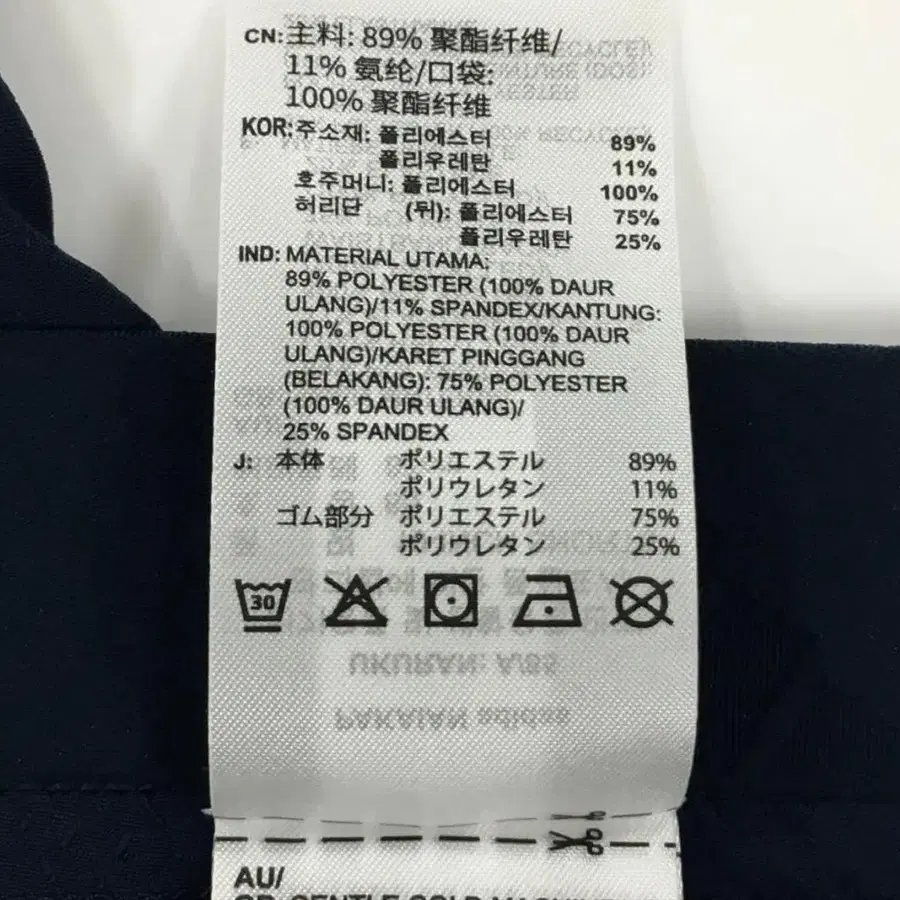 CN: 主料: 89% 聚酯纤维/
11% 氨纶/口袋:
100% 聚酯纤维
KOR: 주소재: 폴리에스터 89%
폴리우레탄 11%
호주머니: 폴리에스터 100%
허리단 (뒤): 폴리에스터 75%
폴리우레탄 25%
IND: MATERIAL UTAMA:
89% POLYESTER (100% DAUR
ULANG)/11% SPANDEX/KANTUNG:
100% POLYESTER (100% DAUR
ULANG)/KARET PINGGANG
(BELAKANG): 75% POLYESTER
(100% DAUR ULANG)/
25% SPANDEX
J: 本体 ポリエステル 89%
ポリウレタン 11%
ゴム部分 ポリエステル 75%
ポリウレタン 25%
30
UKURAN: A/85
PAKAIAN adidas
AU/